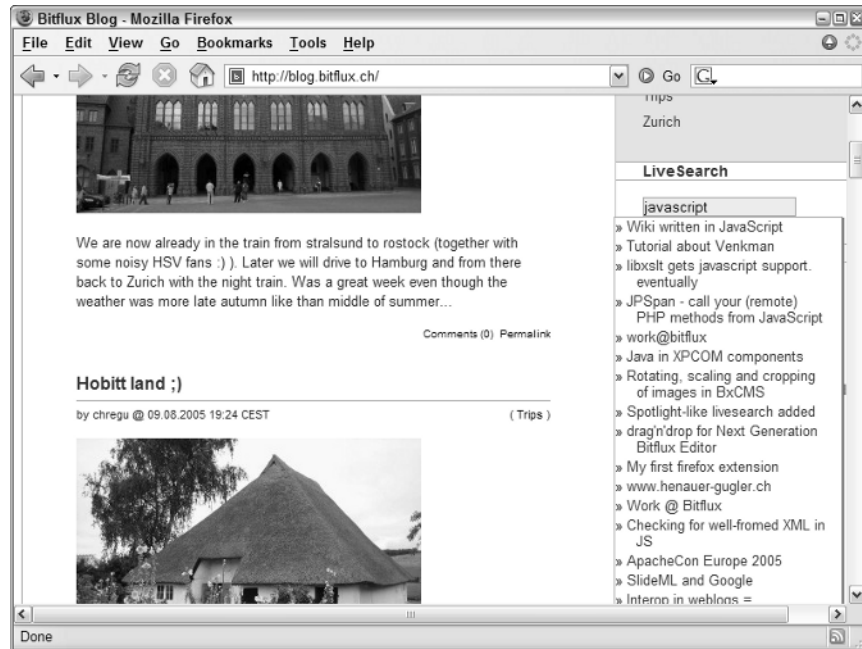 Bitflux Blog - Mozilla Firefox
File Edit View Go Bookmarks Tools Help
http://blog.bitflux.ch/ Go G
Trips
Zurich
LiveSearch
javascript
» Wiki written in JavaScript
» Tutorial about Venkman
» libxslt gets javascript support.
eventually
» JPSpan - call your (remote)
PHP methods from JavaScript
» work@bitflux
» Java in XPCOM components
» Rotating, scaling and cropping
of images in BxCMS
» Spotlight-like livesearch added
» drag'n'drop for Next Generation
Bitflux Editor
» My first firefox extension
» www.henauer-gugler.ch
» Work @ Bitflux
» Checking for well-fromed XML in
JS
» ApacheCon Europe 2005
» SlideML and Google
» Interop in weblogs =
We are now already in the train from stralsund to rostock (together with
some noisy HSV fans :) ). Later we will drive to Hamburg and from there
back to Zurich with the night train. Was a great week even though the
weather was more late autumn like than middle of summer...
Comments (0) Permalink
Hobitt land ;)
by chregu @ 09.08.2005 19:24 CEST ( Trips )
Done